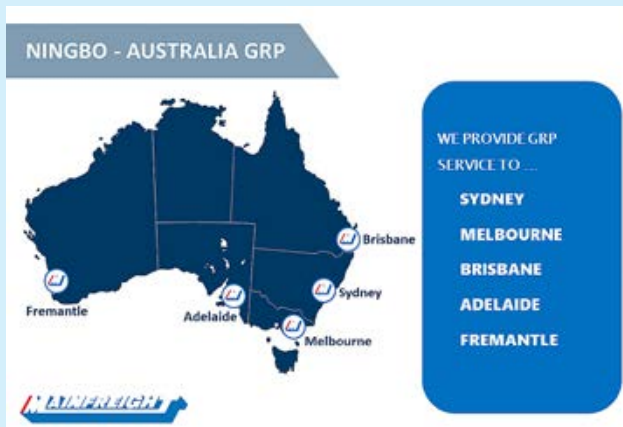 NINGBO - AUSTRALIA GRP
WE PROVIDE GRP
SERVICE TO ...
SYDNEY
MELBOURNE
BRISBANE
ADELAIDE
FREMANTLE
Brisbane
Sydney
Fremantle
Adelaide
Melbourne
MAINFREIGHT